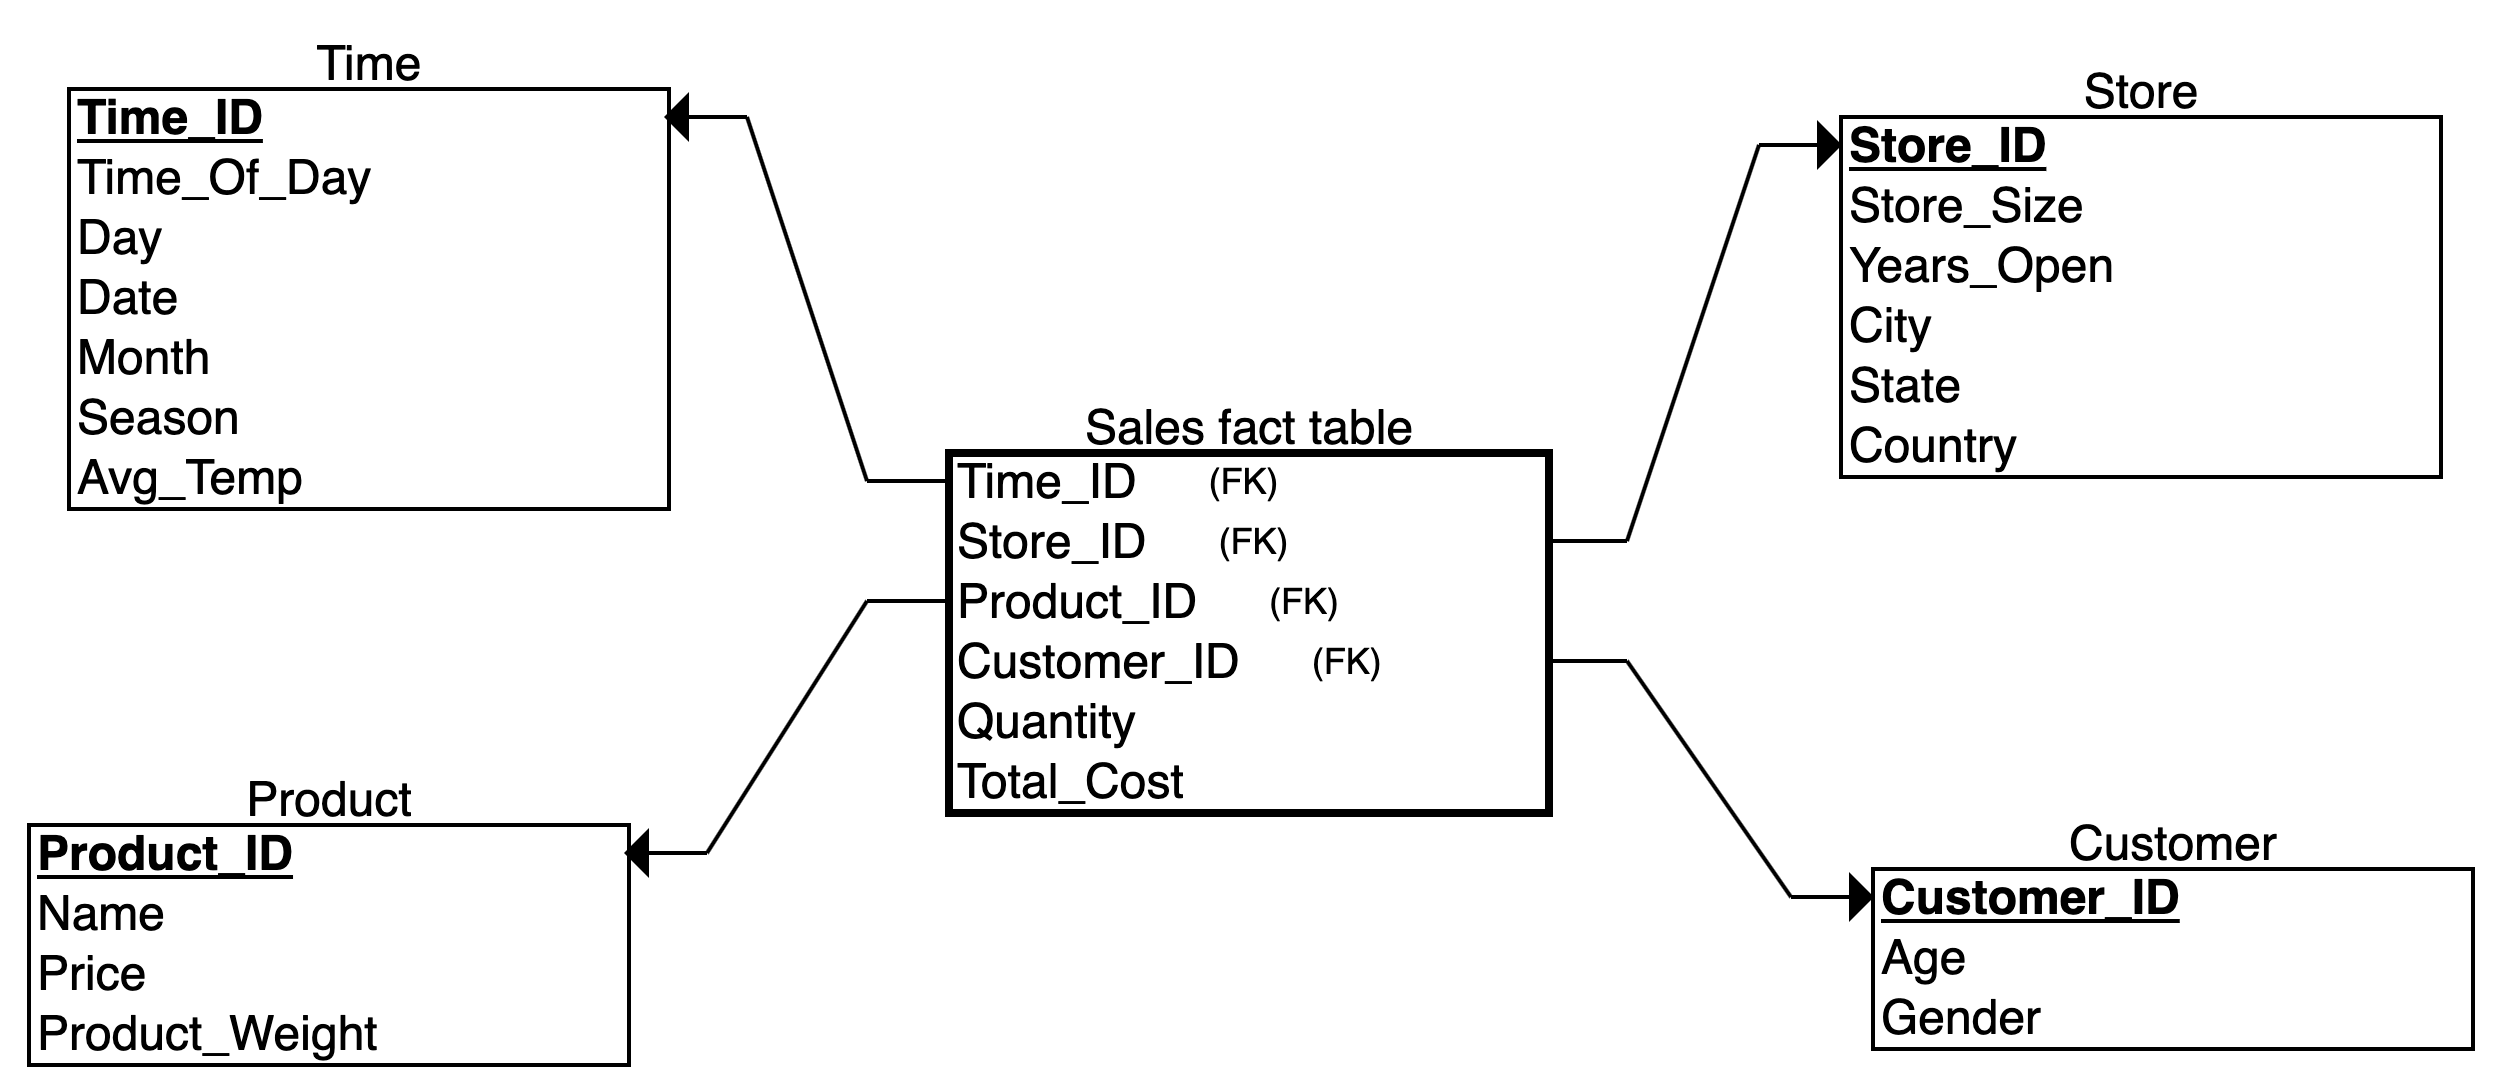 Time
Time_ID
Time_Of_Day
Day
Date
Month
Season
Avg_Temp
Store
Store_ID
Store_Size
Years_Open
City
State
Country
Sales fact table
Time_ID (FK)
Store_ID (FK)
Product_ID (FK)
Customer_ID (FK)
Quantity
Total_Cost
Product
Product_ID
Name
Price
Product_Weight
Customer
Customer_ID
Age
Gender